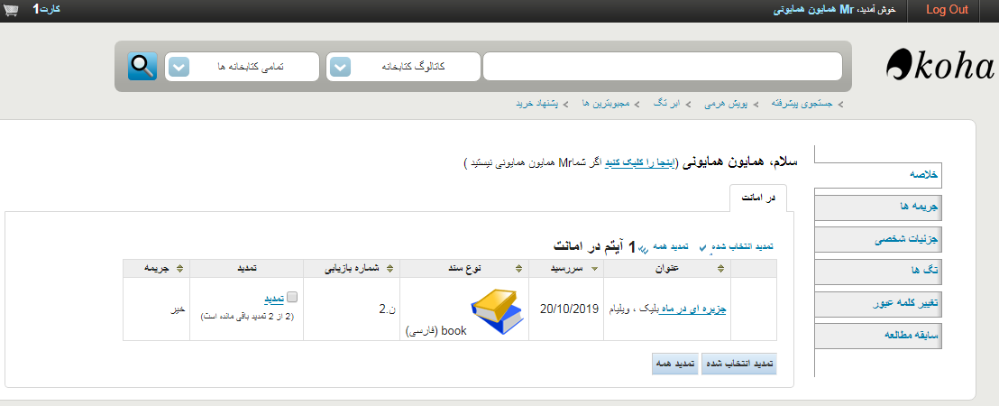 Log Out
خوش آمدید، Mr همایون همایونی
کارت1
koha
کاتالوگ کتابخانه
تمامی کتابخانه ها
جستجوی پیشرفته
پویش هرمی
ابر تگ
محبوبترین ها
پشنهاد خرید
خلاصه
جریمه ها
جزئیات شخصی
تگ ها
تغییر کلمه عبور
سابقه مطالعه
سلام، همایون همایونی (اینجا را کلیک کنید اگر شماMr همایون همایونی نیستید )
در امانت
تمدید انتخاب شده تمدید همه 1 آیتم در امانت
عنوان سررسید نوع سند شماره بازیابی تمدید جریمه
جزیره ای در ماه بلیک ، ویلیام 20/10/2019 book (فارسی) ن.2 تمدید خیر
(2 از 2 تمدید باقی مانده است)
تمدید انتخاب شده تمدید همه